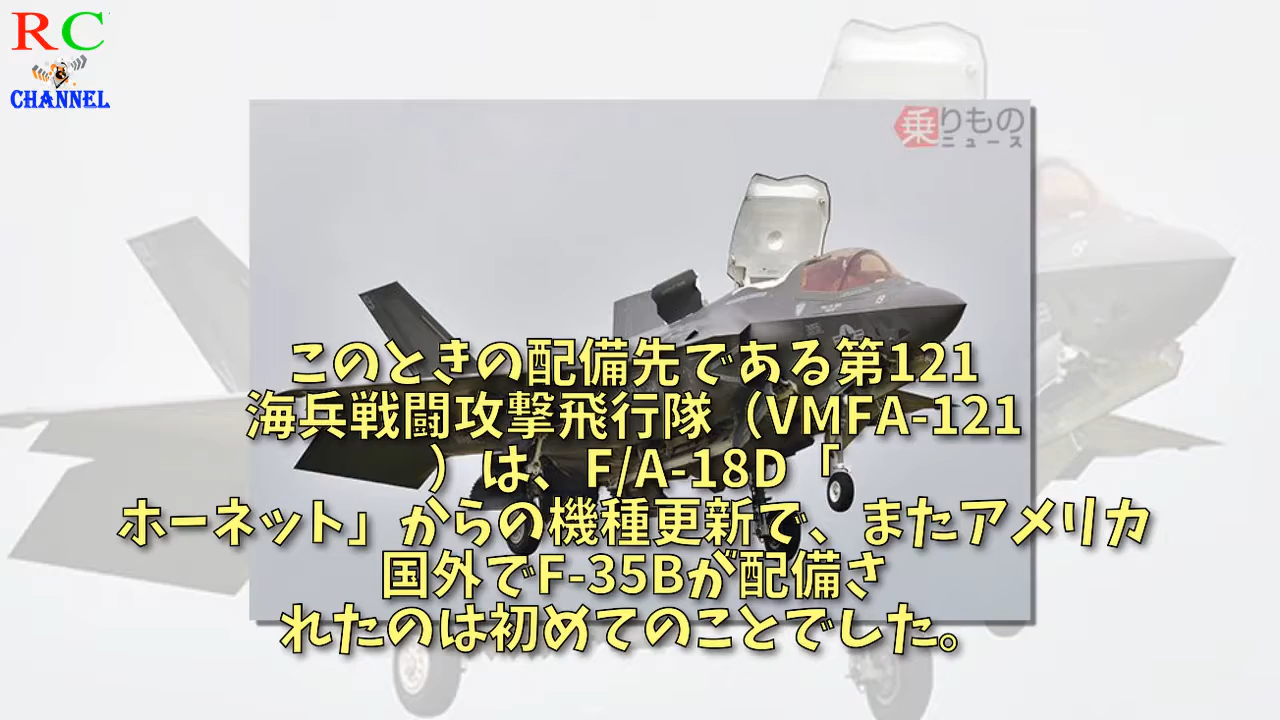 RC
CHANNEL
乗りもの
ニュース
このときの配備先である第121
海兵戦闘攻撃飛行隊（VMFA-121
）は、F/A-18D「
ホーネット」からの機種更新で、またアメリカ
国外でF-35Bが配備さ
れたのは初めてのことでした。